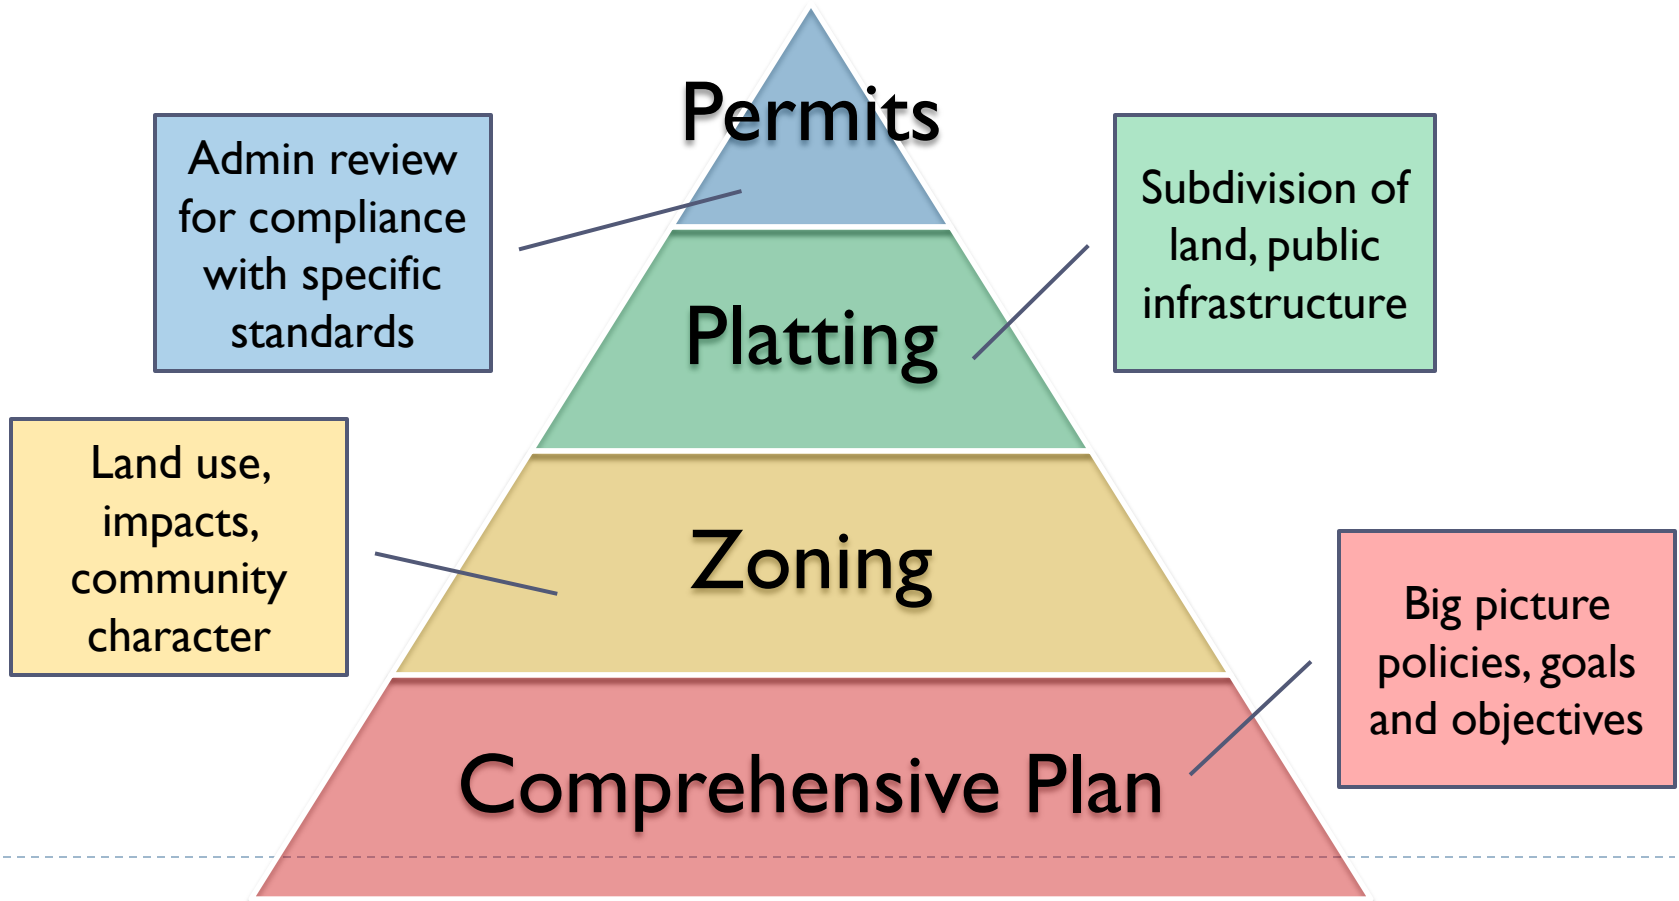 Permits
Admin review
for compliance
with specific
standards
Subdivision of
land, public
infrastructure
Platting
Land use,
impacts,
community
character
Zoning
Big picture
policies, goals
and objectives
Comprehensive Plan